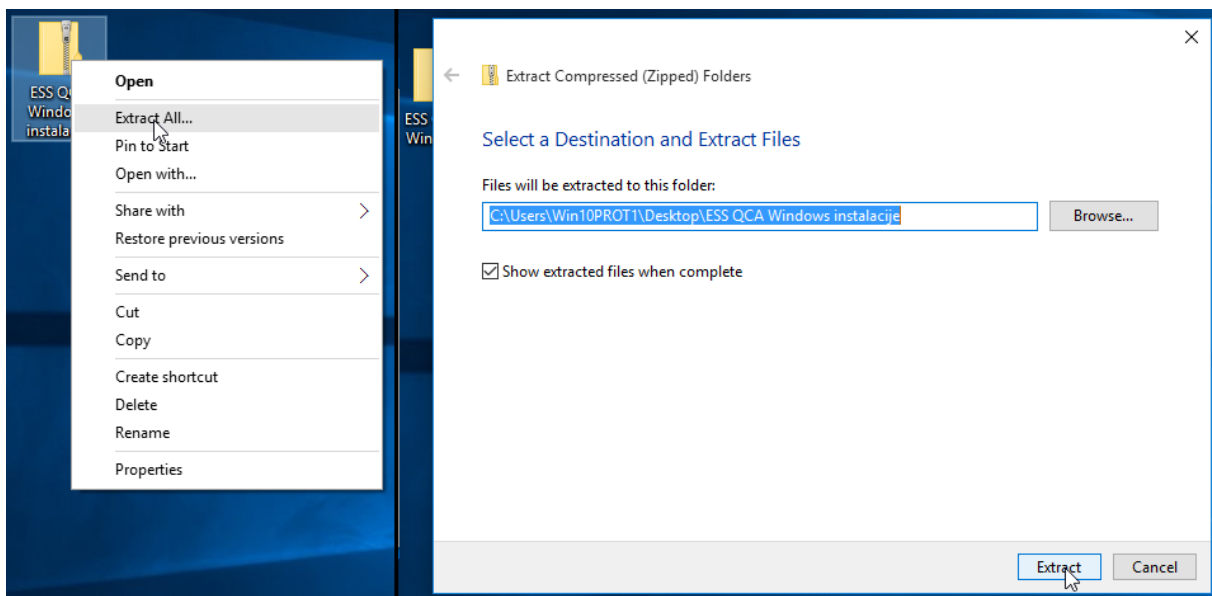 ESS Q
Windo
instala
Open
Extract All...
Pin to Start
Open with...
Share with
Restore previous versions
Send to
Cut
Copy
Create shortcut
Delete
Rename
Properties
ESS
Win
Extract Compressed (Zipped) Folders
Select a Destination and Extract Files
Files will be extracted to this folder:
C:\Users\Win10PROT1\Desktop\ESS QCA Windows instalacije
Browse...
Show extracted files when complete
Extract
Cancel